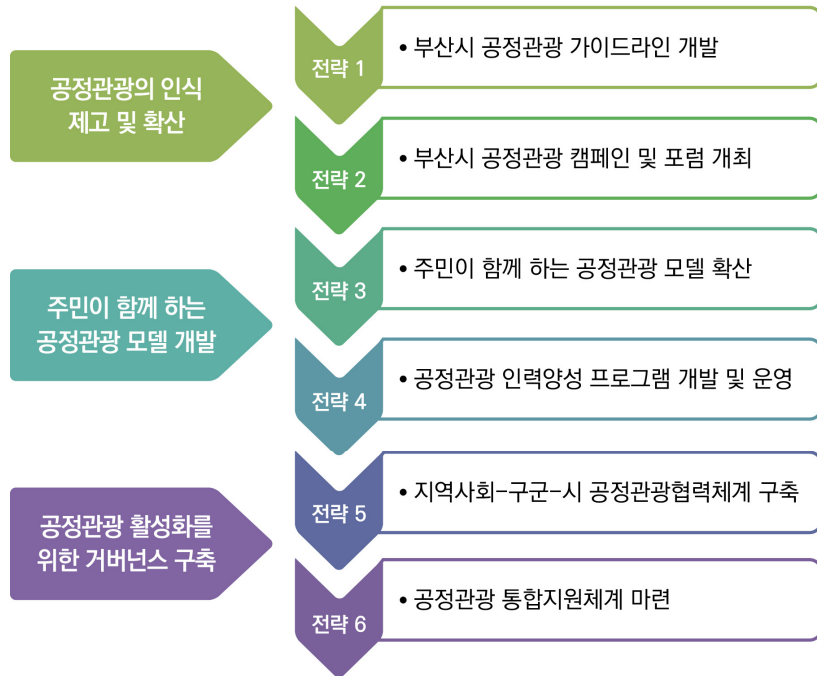 공정관광의 인식
제고 및 확산
전략 1
• 부산시 공정관광 가이드라인 개발
전략 2
• 부산시 공정관광 캠페인 및 포럼 개최
주민이 함께 하는
공정관광 모델 개발
전략 3
• 주민이 함께 하는 공정관광 모델 확산
전략 4
• 공정관광 인력양성 프로그램 개발 및 운영
공정관광 활성화를
위한 거버넌스 구축
전략 5
• 지역사회-구군-시 공정관광협력체계 구축
전략 6
• 공정관광 통합지원체계 마련